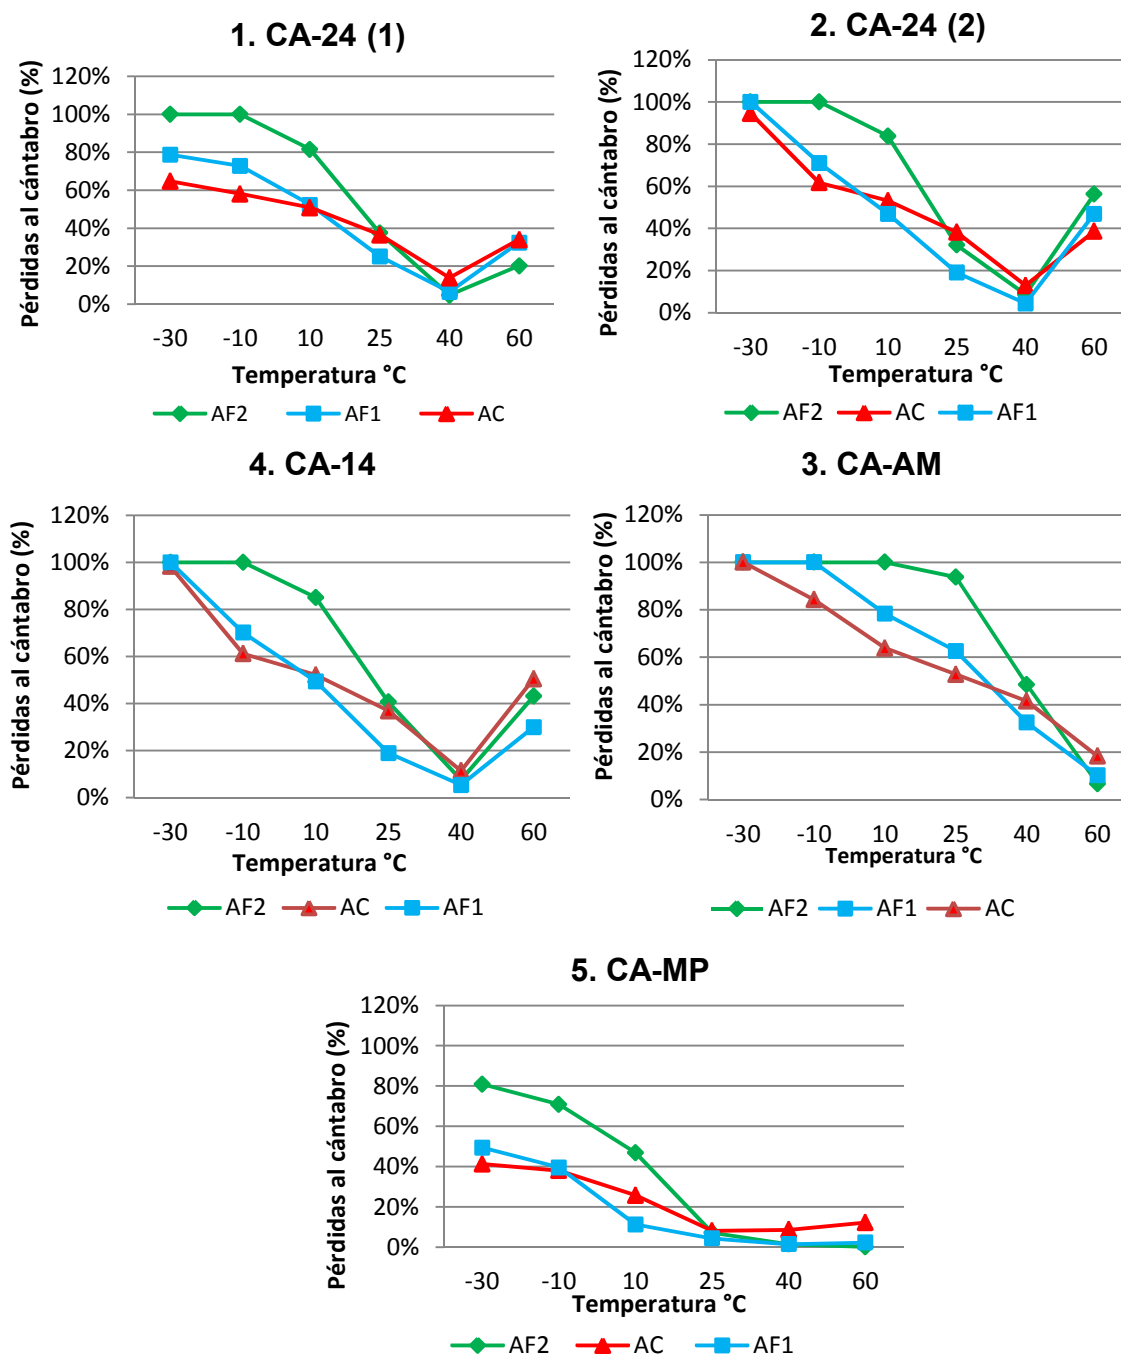 1. CA-24 (1)
Pérdidas al cántabro (%)
120%
100%
80%
60%
40%
20%
0%
-30 -10 10 25 40 60
Temperatura °C
AF2 AF1 AC
2. CA-24 (2)
Pérdidas al cántabro (%)
120%
100%
80%
60%
40%
20%
0%
-30 -10 10 25 40 60
Temperatura °C
AF2 AC AF1
4. CA-14
Pérdidas al cántabro (%)
120%
100%
80%
60%
40%
20%
0%
-30 -10 10 25 40 60
Temperatura °C
AF2 AC AF1
3. CA-AM
Pérdidas al cántabro (%)
120%
100%
80%
60%
40%
20%
0%
-30 -10 10 25 40 60
Temperatura °C
AF2 AF1 AC
5. CA-MP
Pérdidas al cántabro (%)
120%
100%
80%
60%
40%
20%
0%
-30 -10 10 25 40 60
Temperatura °C
AF2 AC AF1